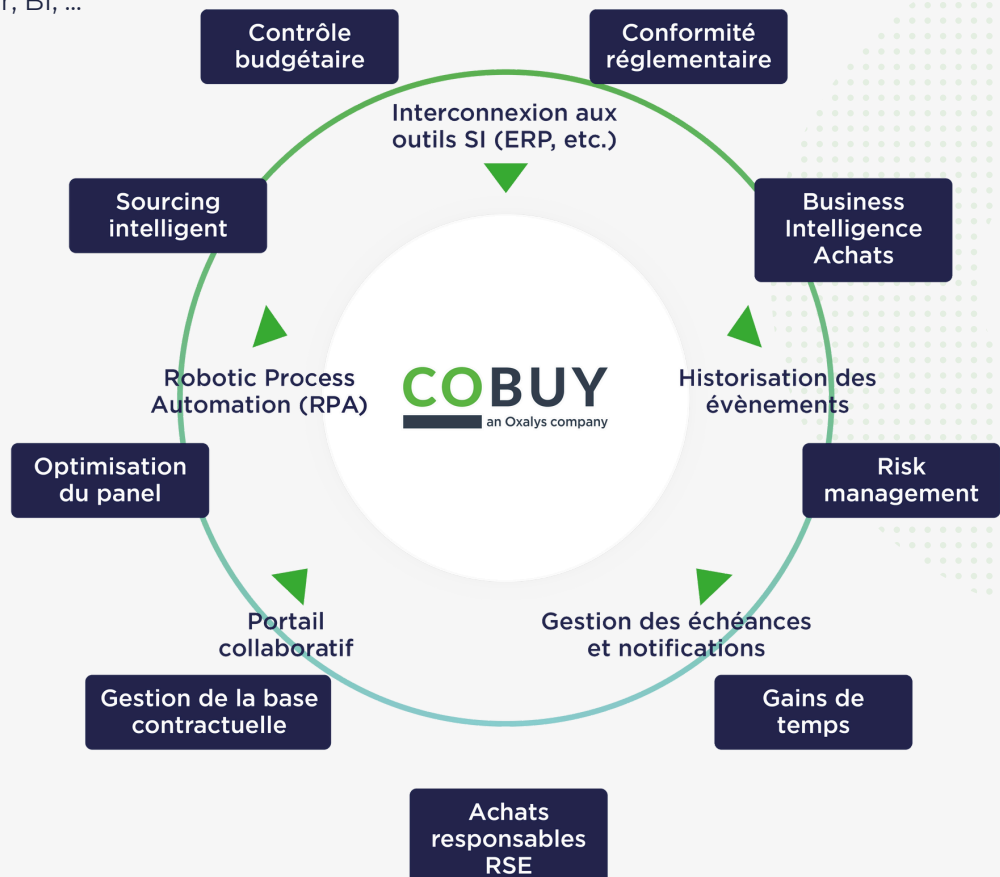 r, BI, ...
Contrôle
budgétaire
Conformité
réglementaire
Interconnexion aux
outils SI (ERP, etc.)
Sourcing
intelligent
Business
Intelligence
Achats
Robotic Process
Automation (RPA)
COBUY
an Oxalys company
Historisation des
évènements
Optimisation
du panel
Risk
management
Portail
collaboratif
Gestion des échéances
et notifications
Gestion de la base
contractuelle
Gains de
temps
Achats
responsables
RSE